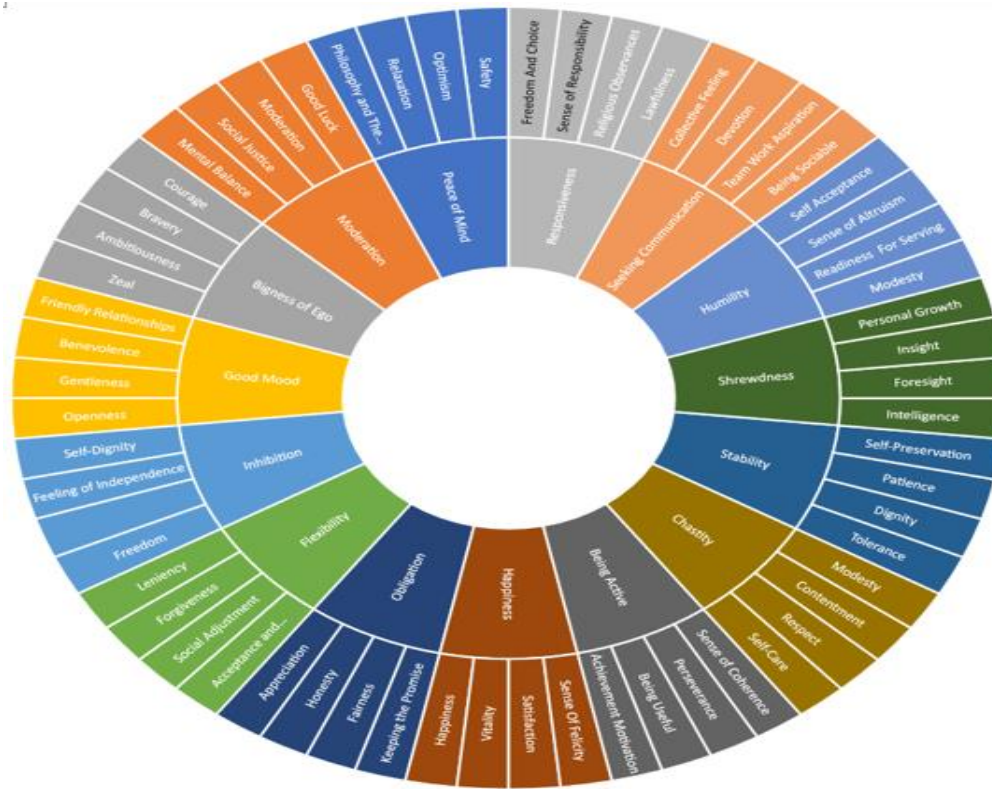 Responsiveness
Freedom And Choice
Sense of Responsibility
Religious Observances
Lawfulness
Seeking Communication
Collective Feeling
Devotion
Team Work Aspiration
Being Sociable
Humility
Self Acceptance
Sense of Altruism
Readiness For Serving
Modesty
Shrewdness
Personal Growth
Insight
Foresight
Intelligence
Stability
Self-Preservation
Patience
Dignity
Tolerance
Chastity
Modesty
Contentment
Respect
Self-Care
Being Active
Sense of Coherence
Perseverance
Being Useful
Achievement Motivation
Happiness
Sense Of Felicity
Satisfaction
Vitality
Happiness
Obligation
Keeping the Promise
Fairness
Honesty
Appreciation
Flexibility
Acceptance and...
Social Adjustment
Forgiveness
Leniency
Inhibition
Freedom
Feeling of Independence
Self-Dignity
Good Mood
Openness
Gentleness
Benevolence
Friendly Relationships
Bigness of Ego
Zeal
Ambitiousness
Bravery
Courage
Moderation
Mental Balance
Social Justice
Moderation
Good Luck
Peace of Mind
Philosophy and The...
Relaxation
Optimism
Safety